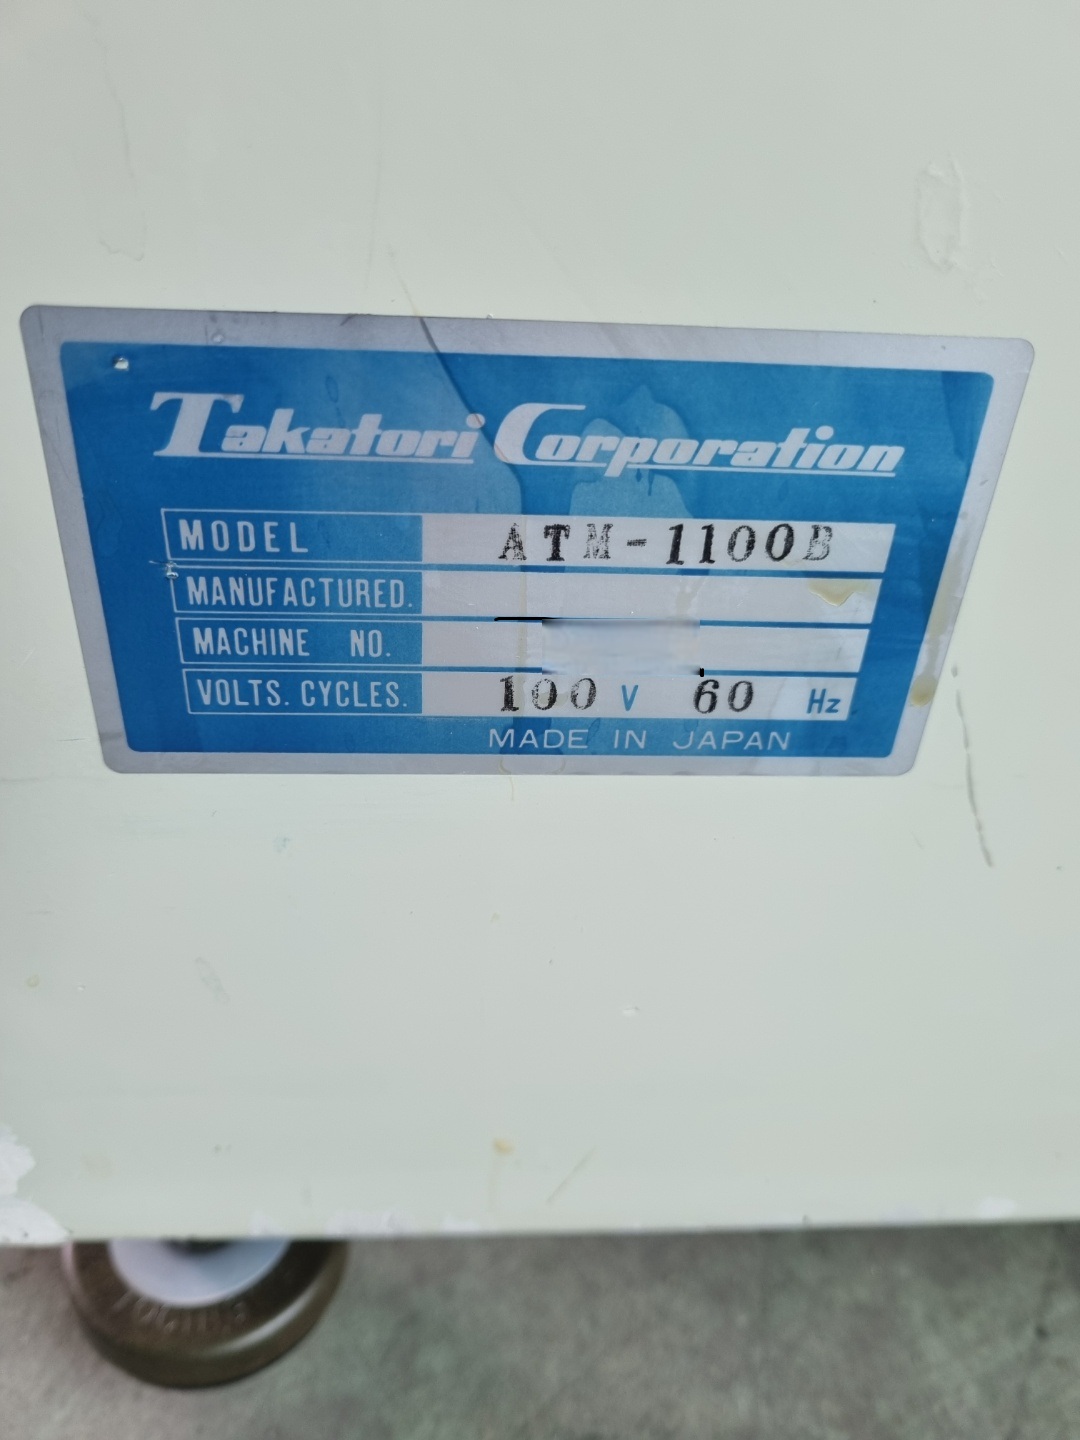 Takatori Corporation
MODEL ATM-1100B
MANUFACTURED.
MACHINE NO.
VOLTS. CYCLES. 100 V 60 Hz
MADE IN JAPAN